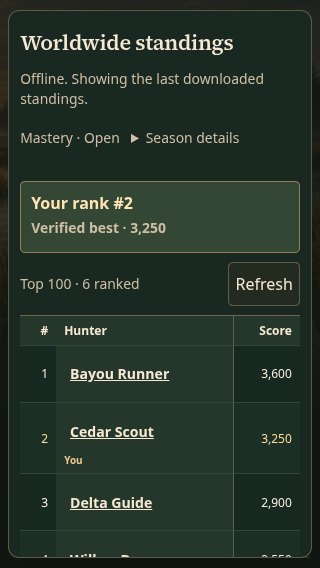 Worldwide standings
Offline. Showing the last downloaded
standings.
Mastery · Open ▶ Season details
Your rank #2
Verified best · 3,250
Top 100 · 6 ranked
Refresh
# Hunter Score
1 Bayou Runner 3,600
2 Cedar Scout 3,250
You
3 Delta Guide 2,900